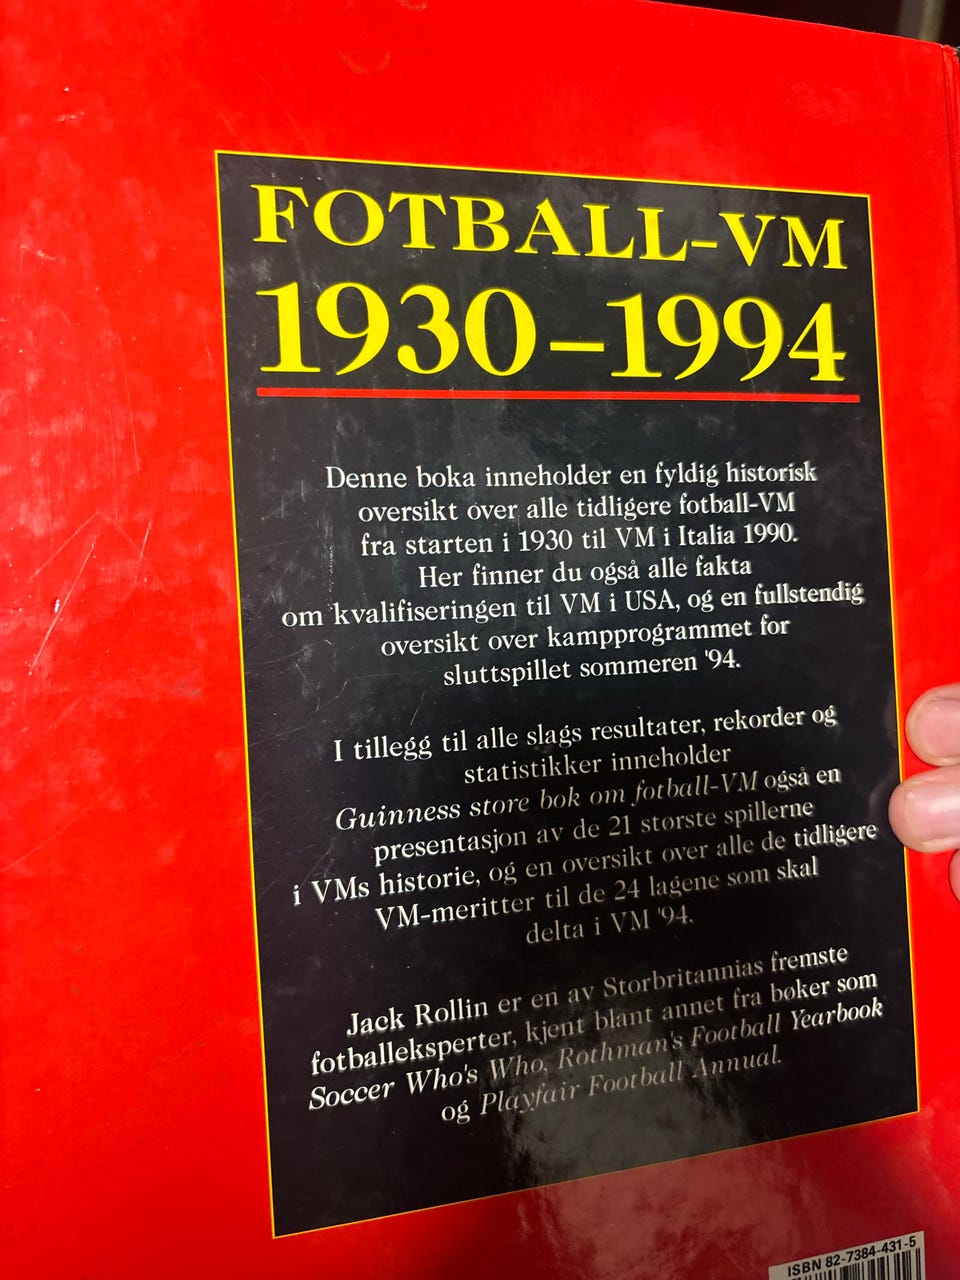 FOTBALL-VM
1930–1994
Denne boka inneholder en fyldig historisk
oversikt over alle tidligere fotball-VM
fra starten i 1930 til VM i Italia 1990.
Her finner du også alle fakta
om kvalifiseringen til VM i USA, og en fullstendig
oversikt over kampprogrammet for
sluttspillet sommeren '94.
I tillegg til alle slags resultater, rekorder og
statistikker inneholder
Guinness store bok om fotball-VM også en
presentasjon av de 21 største spillerne
i VMs historie, og en oversikt over alle de tidligere
VM-meritter til de 24 lagene som skal
delta i VM '94.
Jack Rollin er en av Storbritannias fremste
fotballeksperter, kjent blant annet fra bøker som
Soccer Who's Who, Rothman's Football Yearbook
og Playfair Football Annual.
ISBN 82-7384-431-5